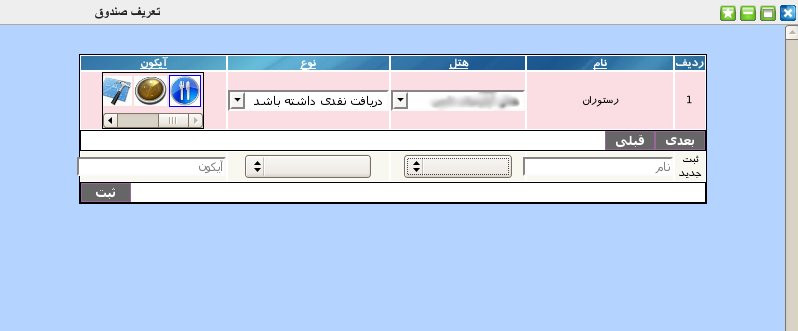 تعریف صندوق
ردیف نام هتل نوع آیکون
1 رستوران دریافت نقدی داشته باشد
بعدی قبلی
ثبت جدید نام آیکون
ثبت